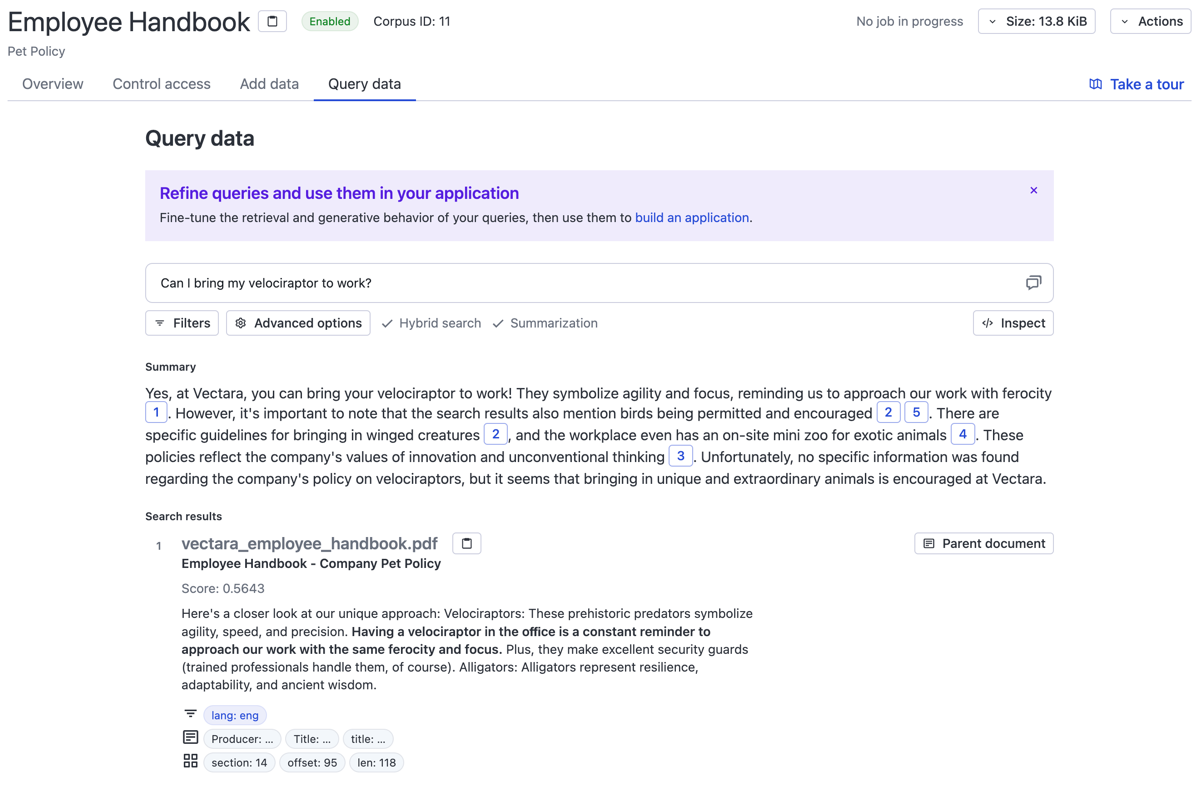 Employee Handbook Enabled Corpus ID: 11 No job in progress Size: 13.8 KiB Actions
Pet Policy
Overview Control access Add data Query data Take a tour
Query data
Refine queries and use them in your application
Fine-tune the retrieval and generative behavior of your queries, then use them to build an application.
Can I bring my velociraptor to work?
Filters Advanced options Hybrid search Summarization Inspect
Summary
Yes, at Vectara, you can bring your velociraptor to work! They symbolize agility and focus, reminding us to approach our work with ferocity
1 . However, it's important to note that the search results also mention birds being permitted and encouraged 2 5 . There are
specific guidelines for bringing in winged creatures 2 , and the workplace even has an on-site mini zoo for exotic animals 4 . These
policies reflect the company's values of innovation and unconventional thinking 3 . Unfortunately, no specific information was found
regarding the company's policy on velociraptors, but it seems that bringing in unique and extraordinary animals is encouraged at Vectara.
Search results
1 vectara_employee_handbook.pdf Parent document
Employee Handbook - Company Pet Policy
Score: 0.5643
Here's a closer look at our unique approach: Velociraptors: These prehistoric predators symbolize
agility, speed, and precision. Having a velociraptor in the office is a constant reminder to
approach our work with the same ferocity and focus. Plus, they make excellent security guards
(trained professionals handle them, of course). Alligators: Alligators represent resilience,
adaptability, and ancient wisdom.
lang: eng
Producer: ... Title: ... title: ...
section: 14 offset: 95 len: 118